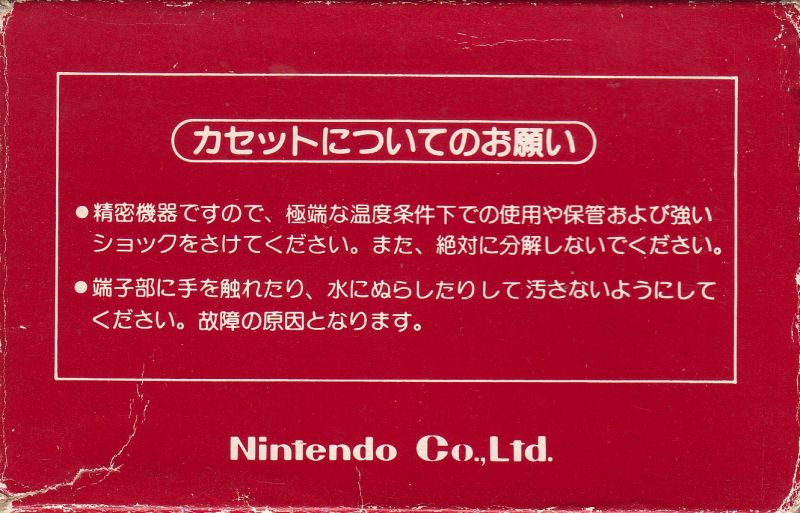 カセットについてのお願い
●精密機器ですので、極端な温度条件下での使用や保管および強い
ショックをさけてください。また、絶対に分解しないでください。
●端子部に手を触れたり、水にぬらしたりして汚さないようにして
ください。故障の原因となります。
Nintendo Co.,Ltd.